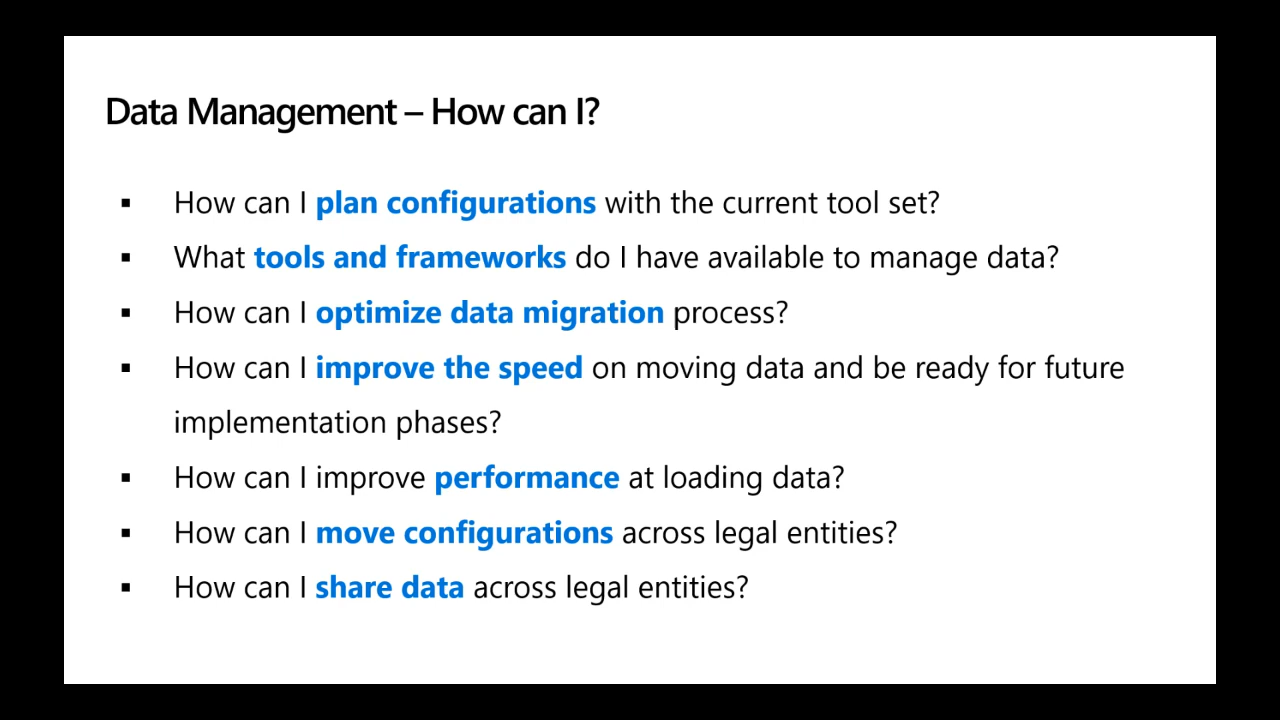 Data Management – How can I?
▪ How can I plan configurations with the current tool set?
▪ What tools and frameworks do I have available to manage data?
▪ How can I optimize data migration process?
▪ How can I improve the speed on moving data and be ready for future
implementation phases?
▪ How can I improve performance at loading data?
▪ How can I move configurations across legal entities?
▪ How can I share data across legal entities?